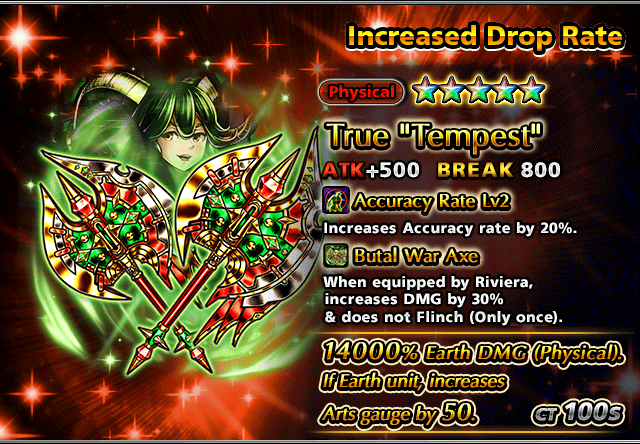 Increased Drop Rate
Physical
True "Tempest"
ATK+500 BREAK 800
Accuracy Rate Lv2
Increases Accuracy rate by 20%.
Butal War Axe
When equipped by Riviera,
increases DMG by 30%
& does not Flinch (Only once).
14000% Earth DMG (Physical).
If Earth unit, increases
Arts gauge by 50. CT 100S